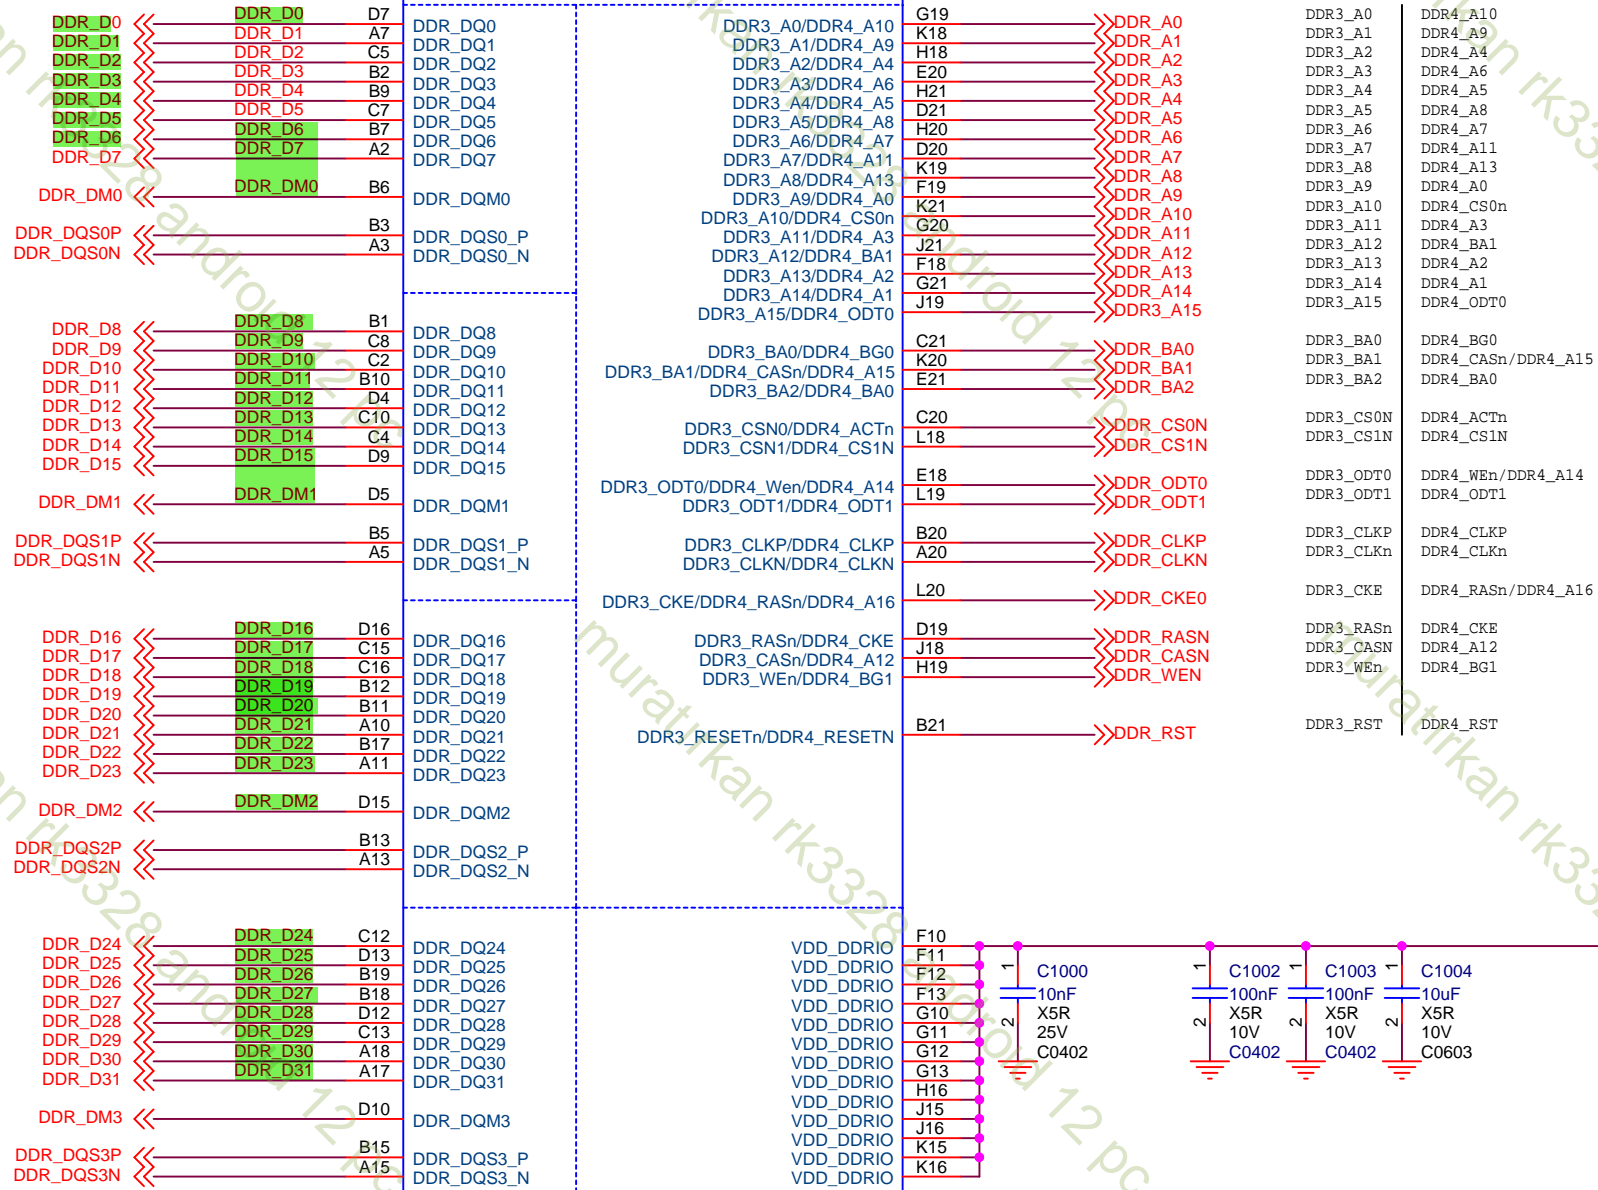 DDR_D0 DDR_D0 D7 DDR_DQ0
DDR_D1 DDR_D1 A7 DDR_DQ1
DDR_D2 DDR_D2 C5 DDR_DQ2
DDR_D3 DDR_D3 B2 DDR_DQ3
DDR_D4 DDR_D4 B9 DDR_DQ4
DDR_D5 DDR_D5 C7 DDR_DQ5
DDR_D6 DDR_D6 B7 DDR_DQ6
DDR_D7 DDR_D7 A2 DDR_DQ7
DDR_DM0 DDR_DM0 B6 DDR_DQM0
DDR_DQS0P B3 DDR_DQS0_P
DDR_DQS0N A3 DDR_DQS0_N
DDR_D8 DDR_D8 B1 DDR_DQ8
DDR_D9 DDR_D9 C8 DDR_DQ9
DDR_D10 DDR_D10 C2 DDR_DQ10
DDR_D11 DDR_D11 B10 DDR_DQ11
DDR_D12 DDR_D12 D4 DDR_DQ12
DDR_D13 DDR_D13 C10 DDR_DQ13
DDR_D14 DDR_D14 C4 DDR_DQ14
DDR_D15 DDR_D15 D9 DDR_DQ15
DDR_DM1 DDR_DM1 D5 DDR_DQM1
DDR_DQS1P B5 DDR_DQS1_P
DDR_DQS1N A5 DDR_DQS1_N
DDR_D16 DDR_D16 D16 DDR_DQ16
DDR_D17 DDR_D17 C15 DDR_DQ17
DDR_D18 DDR_D18 C16 DDR_DQ18
DDR_D19 DDR_D19 B12 DDR_DQ19
DDR_D20 DDR_D20 B11 DDR_DQ20
DDR_D21 DDR_D21 A10 DDR_DQ21
DDR_D22 DDR_D22 B17 DDR_DQ22
DDR_D23 DDR_D23 A11 DDR_DQ23
DDR_DM2 DDR_DM2 D15 DDR_DQM2
DDR_DQS2P B13 DDR_DQS2_P
DDR_DQS2N A13 DDR_DQS2_N
DDR_D24 DDR_D24 C12 DDR_DQ24
DDR_D25 DDR_D25 D13 DDR_DQ25
DDR_D26 DDR_D26 B19 DDR_DQ26
DDR_D27 DDR_D27 B18 DDR_DQ27
DDR_D28 DDR_D28 D12 DDR_DQ28
DDR_D29 DDR_D29 C13 DDR_DQ29
DDR_D30 DDR_D30 A18 DDR_DQ30
DDR_D31 DDR_D31 A17 DDR_DQ31
DDR_DM3 D10 DDR_DQM3
DDR_DQS3P B15 DDR_DQS3_P
DDR_DQS3N A15 DDR_DQS3_N
DDR3_A0/DDR4_A10 G19 DDR_A0
DDR3_A1/DDR4_A9 K18 DDR_A1
DDR3_A2/DDR4_A4 H18 DDR_A2
DDR3_A3/DDR4_A6 E20 DDR_A3
DDR3_A4/DDR4_A5 H21 DDR_A4
DDR3_A5/DDR4_A8 D21 DDR_A5
DDR3_A6/DDR4_A7 H20 DDR_A6
DDR3_A7/DDR4_A11 D20 DDR_A7
DDR3_A8/DDR4_A13 K19 DDR_A8
DDR3_A9/DDR4_A0 F19 DDR_A9
DDR3_A10/DDR4_CS0n K21 DDR_A10
DDR3_A11/DDR4_A3 G20 DDR_A11
DDR3_A12/DDR4_BA1 J21 DDR_A12
DDR3_A13/DDR4_A2 F18 DDR_A13
DDR3_A14/DDR4_A1 G21 DDR_A14
DDR3_A15/DDR4_ODT0 J19 DDR3_A15
DDR3_BA0/DDR4_BG0 C21 DDR_BA0
DDR3_BA1/DDR4_CASn/DDR4_A15 K20 DDR_BA1
DDR3_BA2/DDR4_BA0 E21 DDR_BA2
DDR3_CSN0/DDR4_ACTn C20 DDR_CS0N
DDR3_CSN1/DDR4_CS1N L18 DDR_CS1N
DDR3_ODT0/DDR4_Wen/DDR4_A14 E18 DDR_ODT0
DDR3_ODT1/DDR4_ODT1 L19 DDR_ODT1
DDR3_CLKP/DDR4_CLKP B20 DDR_CLKP
DDR3_CLKN/DDR4_CLKN A20 DDR_CLKN
DDR3_CKE/DDR4_RASn/DDR4_A16 L20 DDR_CKE0
DDR3_RASn/DDR4_CKE D19 DDR_RASN
DDR3_CASn/DDR4_A12 J18 DDR_CASN
DDR3_WEn/DDR4_BG1 H19 DDR_WEN
DDR3_RESETn/DDR4_RESETN B21 DDR_RST
VDD_DDRIO F10
VDD_DDRIO F11
VDD_DDRIO F12
VDD_DDRIO F13
VDD_DDRIO G10
VDD_DDRIO G11
VDD_DDRIO G12
VDD_DDRIO G13
VDD_DDRIO H16
VDD_DDRIO J15
VDD_DDRIO J16
VDD_DDRIO K15
VDD_DDRIO K16
DDR3_A0 DDR4_A10
DDR3_A1 DDR4_A9
DDR3_A2 DDR4_A4
DDR3_A3 DDR4_A6
DDR3_A4 DDR4_A5
DDR3_A5 DDR4_A8
DDR3_A6 DDR4_A7
DDR3_A7 DDR4_A11
DDR3_A8 DDR4_A13
DDR3_A9 DDR4_A0
DDR3_A10 DDR4_CS0n
DDR3_A11 DDR4_A3
DDR3_A12 DDR4_BA1
DDR3_A13 DDR4_A2
DDR3_A14 DDR4_A1
DDR3_A15 DDR4_ODT0
DDR3_BA0 DDR4_BG0
DDR3_BA1 DDR4_CASn/DDR4_A15
DDR3_BA2 DDR4_BA0
DDR3_CS0N DDR4_ACTn
DDR3_CS1N DDR4_CS1N
DDR3_ODT0 DDR4_WEn/DDR4_A14
DDR3_ODT1 DDR4_ODT1
DDR3_CLKP DDR4_CLKP
DDR3_CLKn DDR4_CLKn
DDR3_CKE DDR4_RASn/DDR4_A16
DDR3_RASn DDR4_CKE
DDR3_CASN DDR4_A12
DDR3_WEn DDR4_BG1
DDR3_RST DDR4_RST
1 C1000 1 C1002 1 C1003 1 C1004
10nF 100nF 100nF 10uF
X5R X5R X5R X5R
2 25V 2 10V 2 10V 2 10V
C0402 C0402 C0402 C0603
muratırkan rk3328 android 12 pc
muratırkan rk33